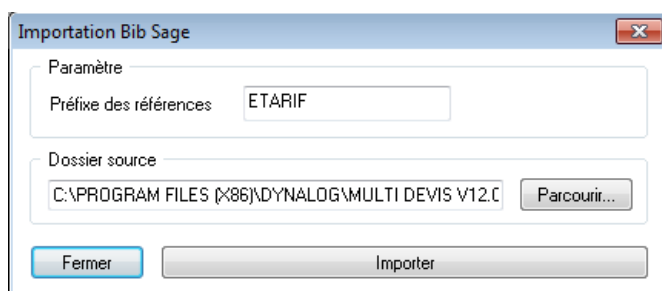 Importation Bib Sage
Paramètre
Préfixe des références ETARIF
Dossier source
C:\PROGRAM FILES (X86)\DYNALOG\MULTI DEVIS V12.0 Parcourir...
Fermer Importer